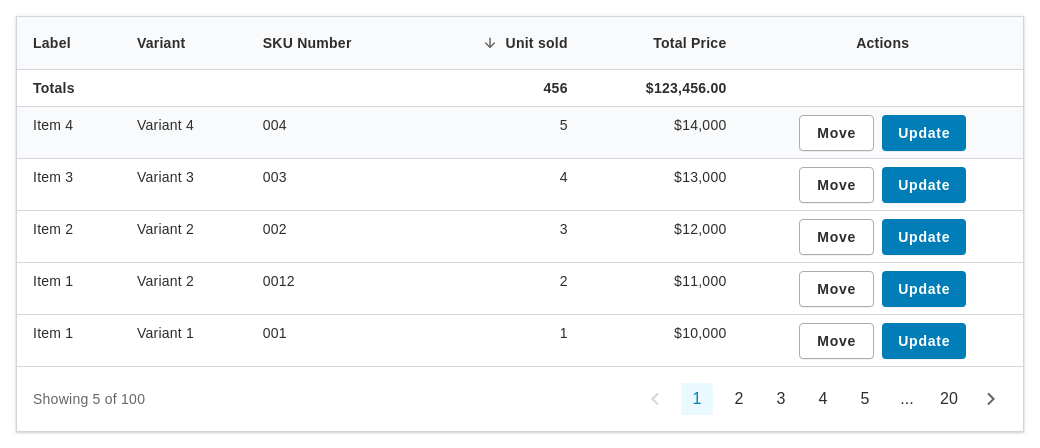 Label Variant SKU Number Unit sold Total Price Actions
Totals 456 $123,456.00
Item 4 Variant 4 004 5 $14,000 Move Update
Item 3 Variant 3 003 4 $13,000 Move Update
Item 2 Variant 2 002 3 $12,000 Move Update
Item 1 Variant 2 0012 2 $11,000 Move Update
Item 1 Variant 1 001 1 $10,000 Move Update
Showing 5 of 100 1 2 3 4 5 ... 20